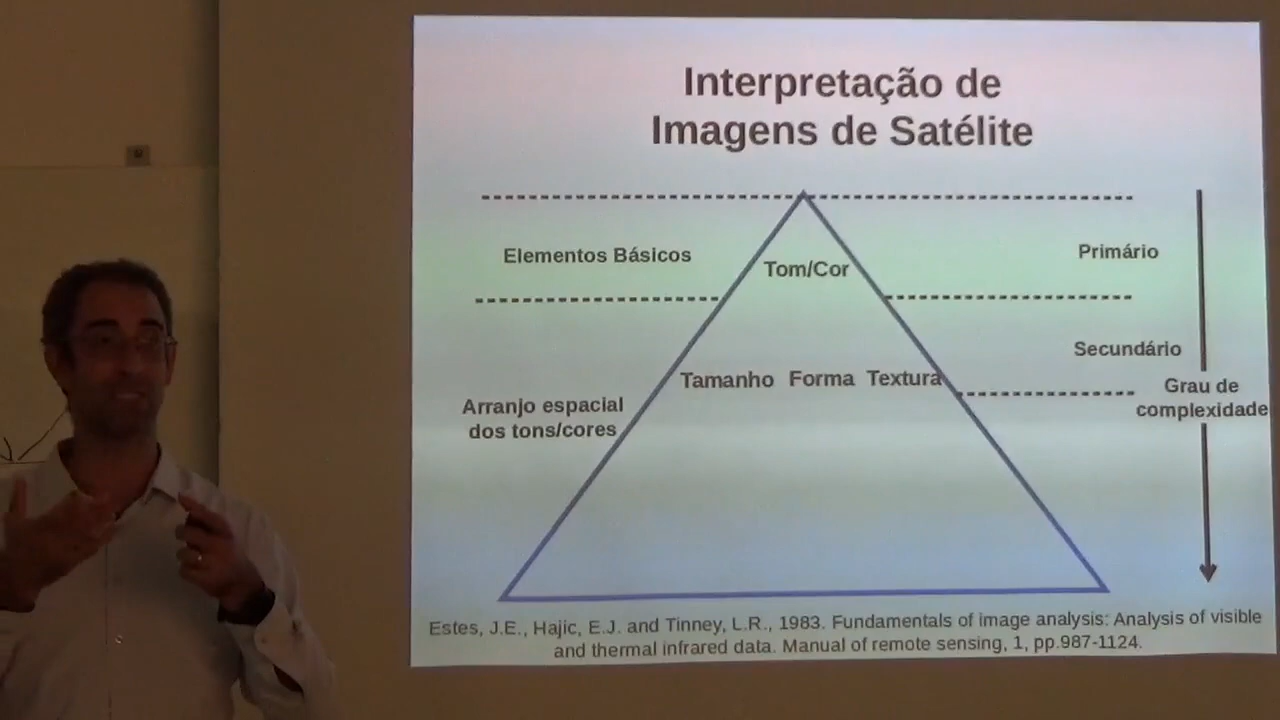 Interpretação de
Imagens de Satélite
Elementos Básicos
Tom/Cor
Primário
Secundário
Tamanho Forma Textura
Grau de
complexidade
Arranjo espacial
dos tons/cores
Estes, J.E., Hajic, E.J. and Tinney, L.R., 1983. Fundamentals of image analysis: Analysis of visible
and thermal infrared data. Manual of remote sensing, 1, pp.987-1124.